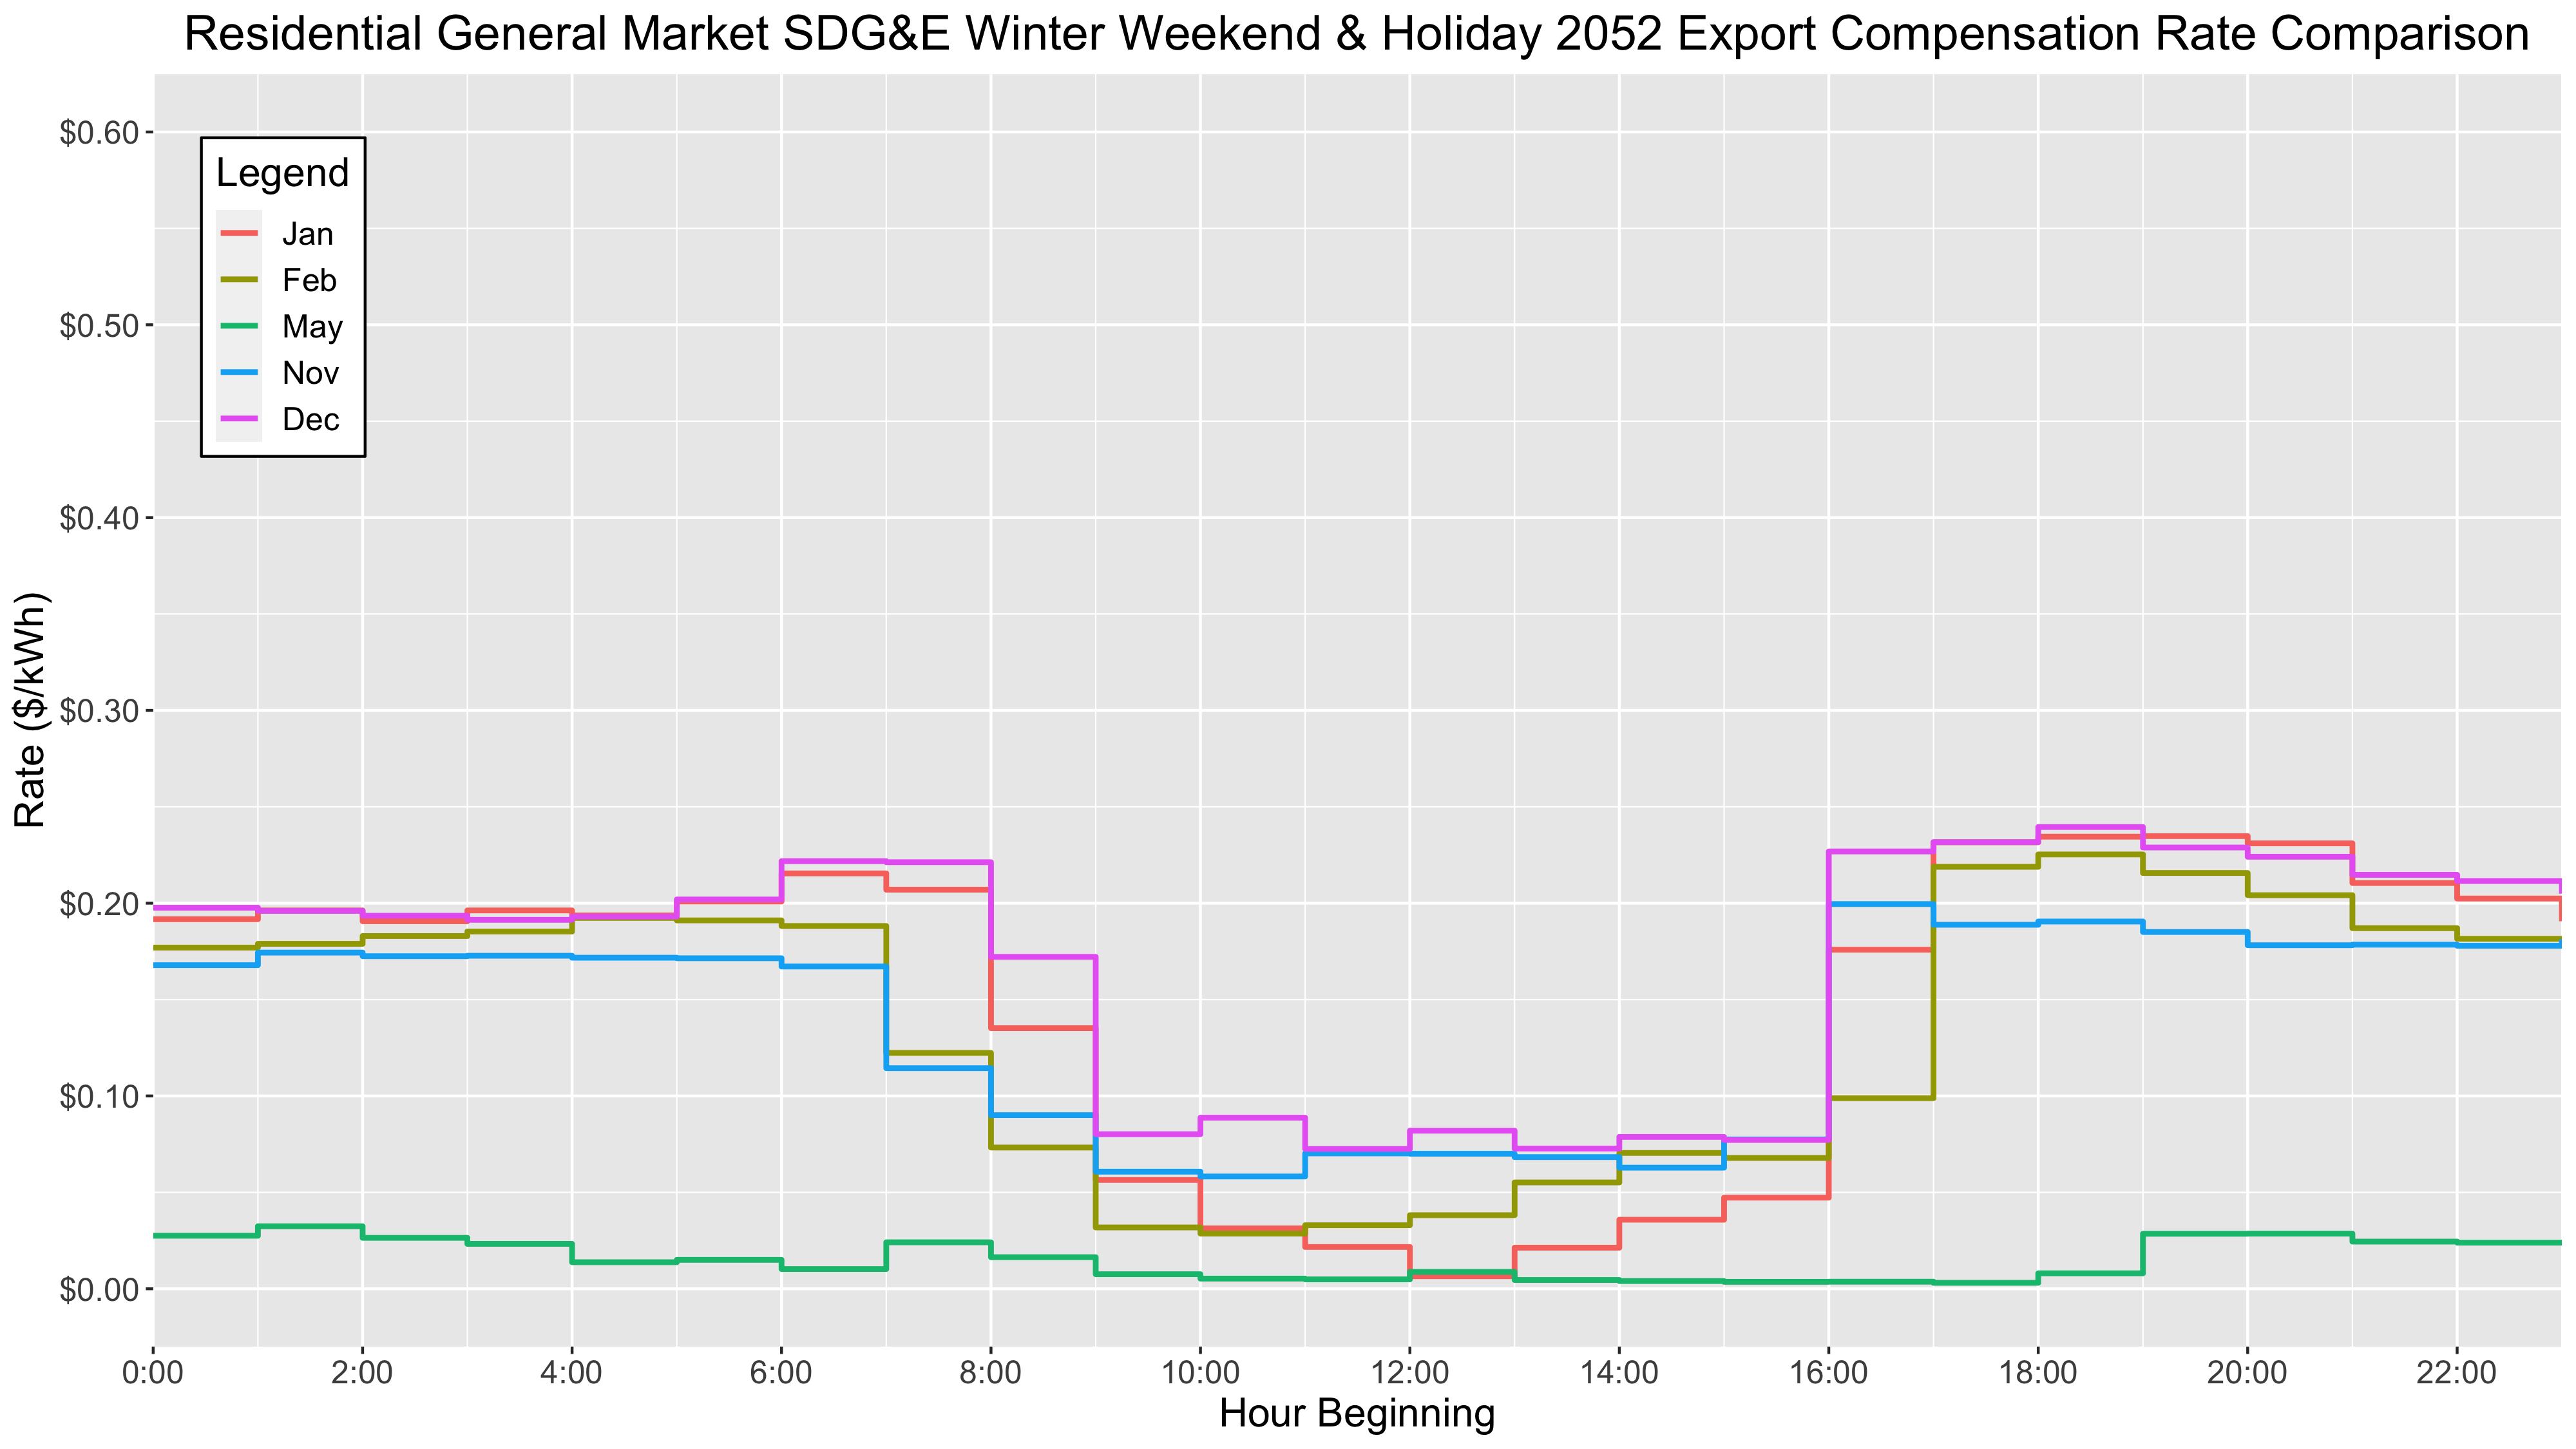 Residential General Market SDG&E Winter Weekend & Holiday 2052 Export Compensation Rate Comparison
$0.60
$0.50
$0.40
$0.30
$0.20
$0.10
$0.00
Rate ($/kWh)
Legend
Jan
Feb
May
Nov
Dec
0:00 2:00 4:00 6:00 8:00 10:00 12:00 14:00 16:00 18:00 20:00 22:00
Hour Beginning